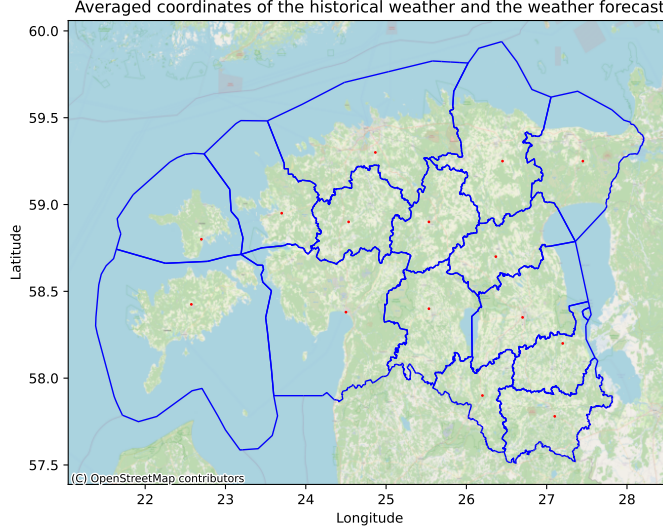 Averaged coordinates of the historical weather and the weather forecast
60.0
59.5
59.0
58.5
58.0
57.5
Latitude
(C) OpenStreetMap contributors
22 23 24 25 26 27 28
Longitude